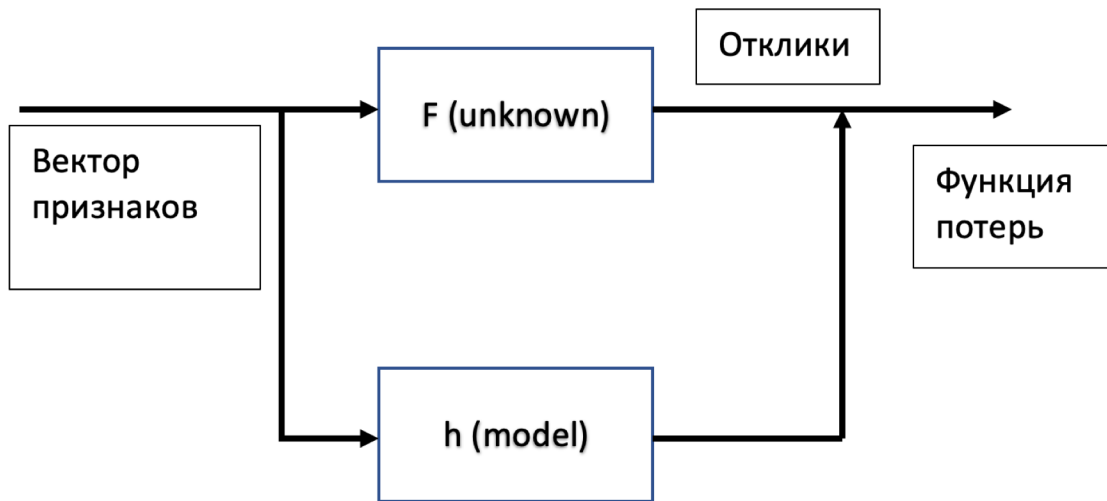 Отклики
F (unknown)
Вектор
признаков
Функция
потерь
h (model)